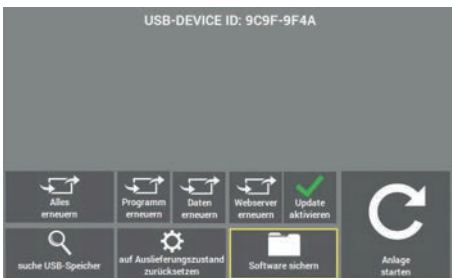 USB-DEVICE ID: 9C9F-9F4A
Alles
erneuern
Programm
erneuern
Daten
erneuern
Webserver
erneuern
Update
aktivieren
suche USB-Speicher
auf Auslieferungszustand
zurücksetzen
Software sichern
Anlage
starten